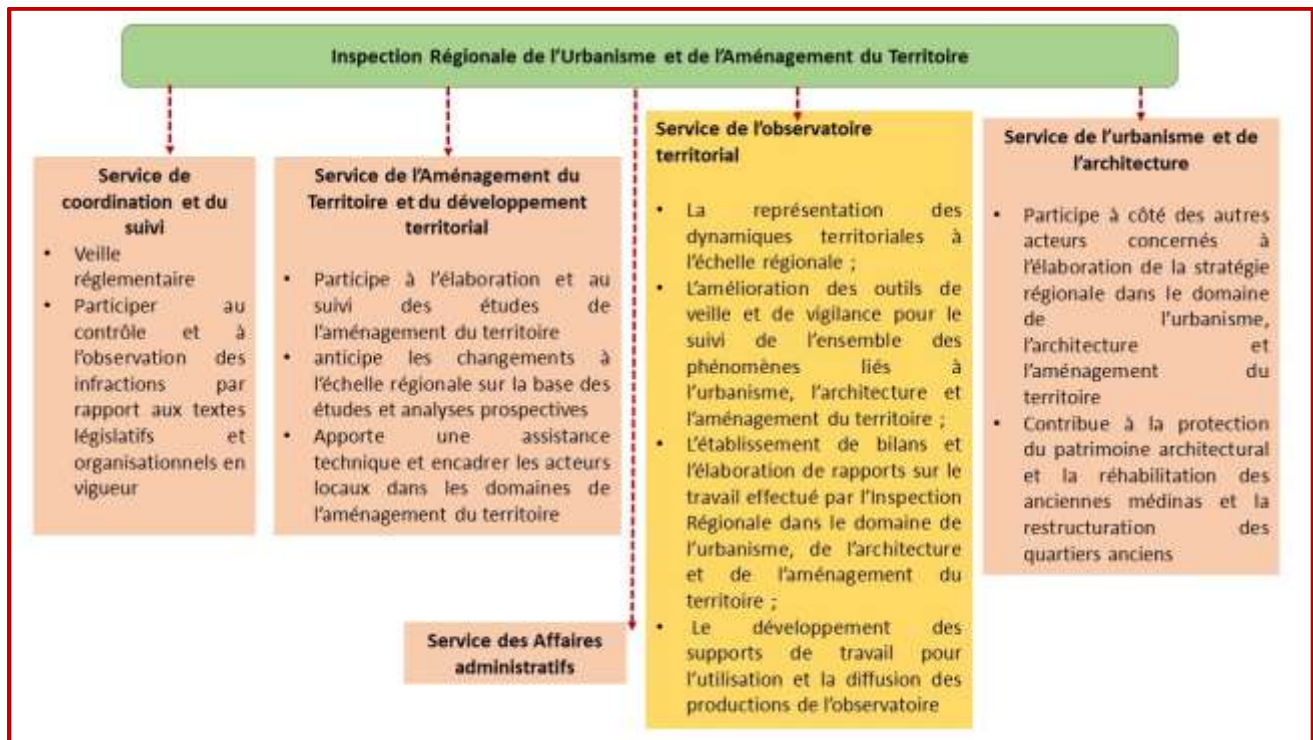 Inspection Régionale de l'Urbanisme et de l'Aménagement du Territoire
Service de
coordination et du
suivi
• Veille
réglementaire
• Participer au
contrôle et à
l'observation des
infractions par
rapport aux textes
législatifs et
organisationnels en
vigueur
Service de l'Aménagement du
Territoire et du développement
territorial
• Participe à l'élaboration et au
suivi des études de
l'aménagement du territoire
• anticipe les changements à
l'échelle régionale sur la base des
études et analyses prospectives
• Apporte une assistance
technique et encadrer les acteurs
locaux dans les domaines de
l'aménagement du territoire
Service des Affaires
administratifs
Service de l'observatoire
territorial
• La représentation des
dynamiques territoriales à
l'échelle régionale ;
• L'amélioration des outils de
veille et de vigilance pour le
suivi de l'ensemble des
phénomènes liés à
l'urbanisme, l'architecture et
l'aménagement du territoire ;
• L'établissement de bilans et
l'élaboration de rapports sur le
travail effectué par l'Inspection
Régionale dans le domaine de
l'urbanisme, de l'architecture
et de l'aménagement du
territoire ;
• Le développement des
supports de travail pour
l'utilisation et la diffusion des
productions de l'observatoire
Service de l'urbanisme et de
l'architecture
• Participe à côté des autres
acteurs concernés à
l'élaboration de la stratégie
régionale dans le domaine
de l'urbanisme,
l'architecture et
l'aménagement du
territoire
• Contribue à la protection
du patrimoine architectural
et la réhabilitation des
anciennes médinas et la
restructuration des
quartiers anciens